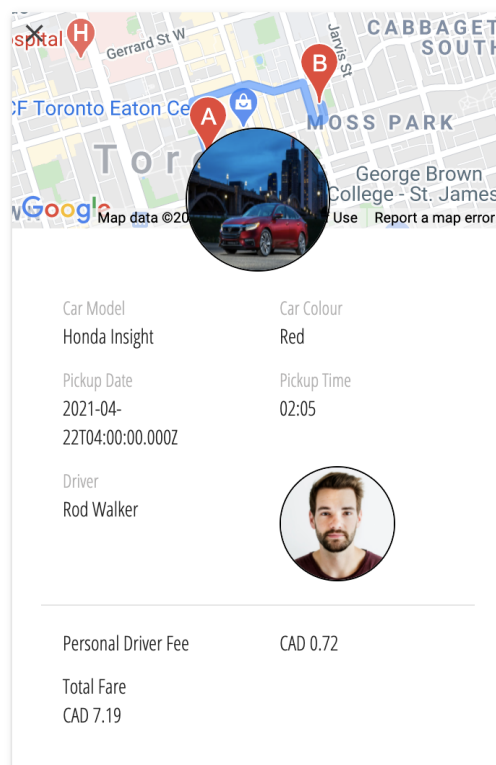 spital
H
Gerrard St W
Jarvis St
CABBAGET
SOUTH
CF Toronto Eaton Ce
A
B
MOSS PARK
Tor
George Brown
College - St. James
Google
Map data ©20
Use
Report a map error
Car Model
Car Colour
Honda Insight
Red
Pickup Date
Pickup Time
2021-04-
02:05
22T04:00:00.000Z
Driver
Rod Walker
Personal Driver Fee
CAD 0.72
Total Fare
CAD 7.19